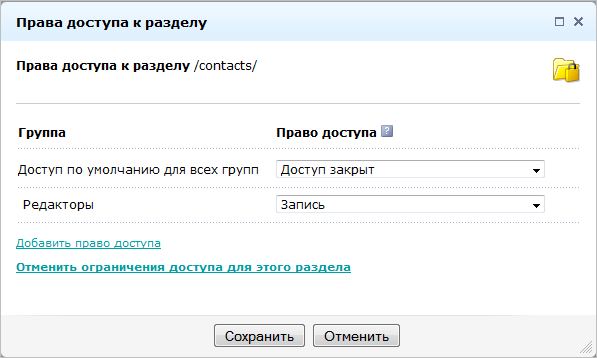 Права доступа к разделу
Права доступа к разделу /contacts/
Группа Право доступа ?
Доступ по умолчанию для всех групп Доступ закрыт
Редакторы Запись
Добавить право доступа
Отменить ограничения доступа для этого раздела
Сохранить Отменить